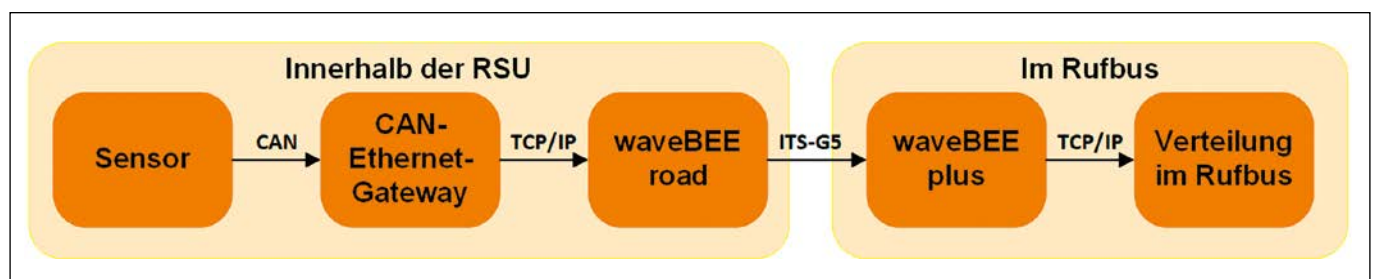 Innerhalb der RSU
Im Rufbus
Sensor
CAN
CAN-
Ethernet-
Gateway
TCP/IP
waveBEE
road
ITS-G5
waveBEE
plus
TCP/IP
Verteilung
im Rufbus